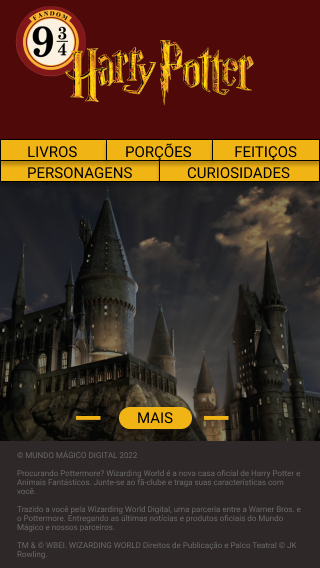 FANDOM
9 3/4
Harry Potter
LIVROS PORÇÕES FEITIÇOS
PERSONAGENS CURIOSIDADES
MAIS
© MUNDO MÁGICO DIGITAL 2022
Procurando Pottermore? Wizarding World é a nova casa oficial de Harry Potter e
Animais Fantásticos. Junte-se ao fã-clube e traga suas características com
você.
Trazido a você pela Wizarding World Digital, uma parceria entre a Warner Bros. e
o Pottermore. Entregando as últimas notícias e produtos oficiais do Mundo
Mágico e nossos parceiros.
TM & © WBEI. WIZARDING WORLD Direitos de Publicação e Palco Teatral © JK
Rowling.